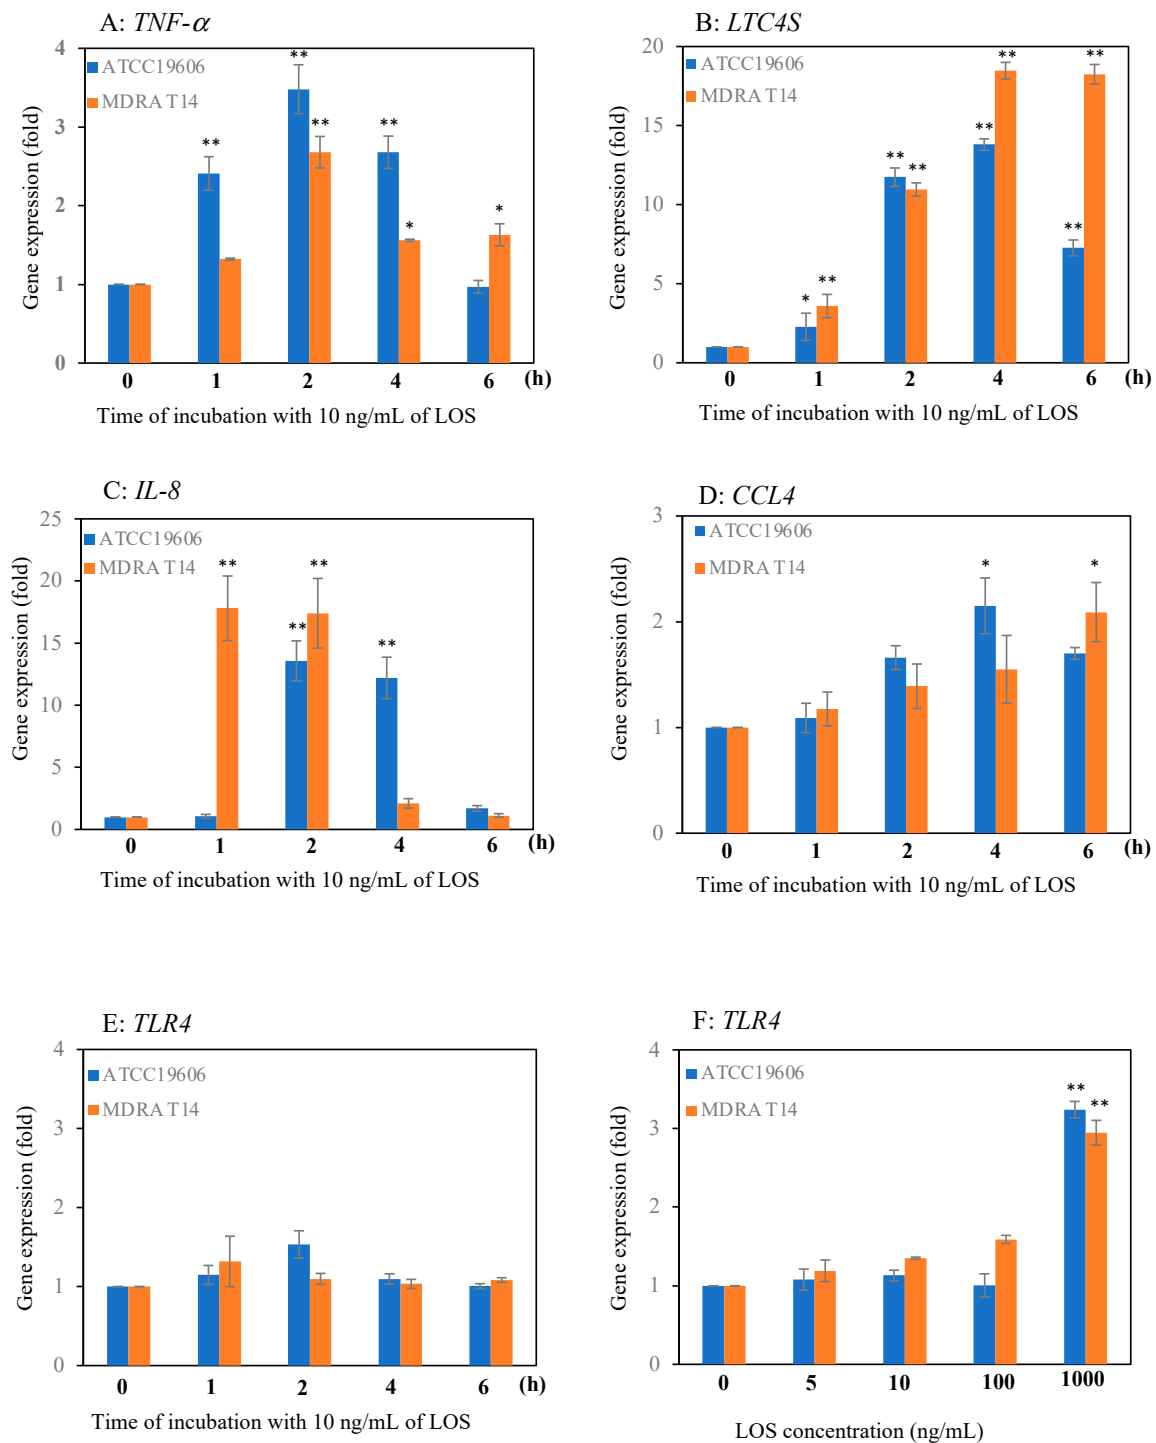 A: TNF-α
4
3
2
1
0
Gene expression (fold)
ATCC19606
MDRA T14
**
**
**
**
*
*
0 1 2 4 6 (h)
Time of incubation with 10 ng/mL of LOS
B: LTC4S
20
15
10
5
0
Gene expression (fold)
ATCC19606
MDRA T14
*
**
**
**
**
**
**
**
0 1 2 4 6 (h)
Time of incubation with 10 ng/mL of LOS
C: IL-8
25
20
15
10
5
0
Gene expression (fold)
ATCC19606
MDRA T14
**
**
**
**
0 1 2 4 6 (h)
Time of incubation with 10 ng/mL of LOS
D: CCL4
3
2
1
0
Gene expression (fold)
ATCC19606
MDRA T14
*
*
0 1 2 4 6 (h)
Time of incubation with 10 ng/mL of LOS
E: TLR4
4
3
2
1
0
Gene expression (fold)
ATCC19606
MDRA T14
0 1 2 4 6 (h)
Time of incubation with 10 ng/mL of LOS
F: TLR4
4
3
2
1
0
Gene expression (fold)
ATCC19606
MDRA T14
**
**
0 5 10 100 1000
LOS concentration (ng/mL)